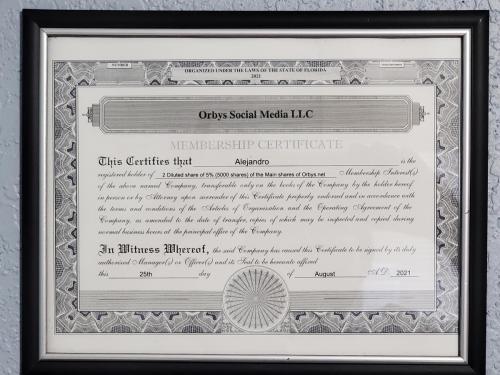 NUMBER
ORGANIZED UNDER THE LAWS OF THE STATE OF FLORIDA
2021
Orbys Social Media LLC
MEMBERSHIP CERTIFICATE
This Certifies that Alejandro is the
registered holder of 2 Diluted share of 5% (5000 shares) of the Main shares of Orbys.net Membership Interest(s)
of the above named Company, transferable only on the books of the Company by the holder hereof
in person or by Attorney upon surrender of this Certificate properly endorsed and in accordance with
the terms and conditions of the Articles of Organization and the Operating Agreement of the
Company, as amended to the date of transfer, copies of which may be inspected and copied during
normal business hours at the principal office of the Company.
In Witness Whereof, the said Company has caused this Certificate to be signed by its duly
authorized Manager(s) or Officer(s) and its Seal to be hereunto affixed
this 25th day of August A.D. 2021